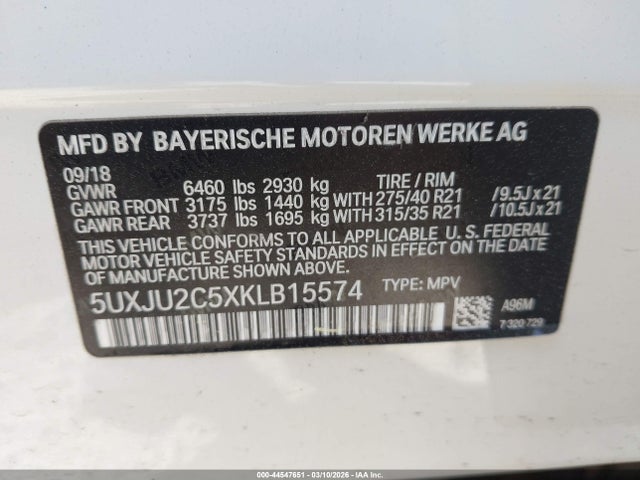 MFD BY BAYERISCHE MOTOREN WERKE AG
09/18
GVWR 6460 lbs 2930 kg TIRE / RIM
GAWR FRONT 3175 lbs 1440 kg WITH 275/40 R21 /9.5J x 21
GAWR REAR 3737 lbs 1695 kg WITH 315/35 R21 /10.5J x 21
THIS VEHICLE CONFORMS TO ALL APPLICABLE U. S. FEDERAL
MOTOR VEHICLE SAFETY STANDARDS IN EFFECT ON THE DATE
OF MANUFACTURE SHOWN ABOVE.
5UXJU2C5XKLB15574 TYPE: MPV
A96M
7 320 729
000-44547651 - 03/10/2026 - IAA Inc.